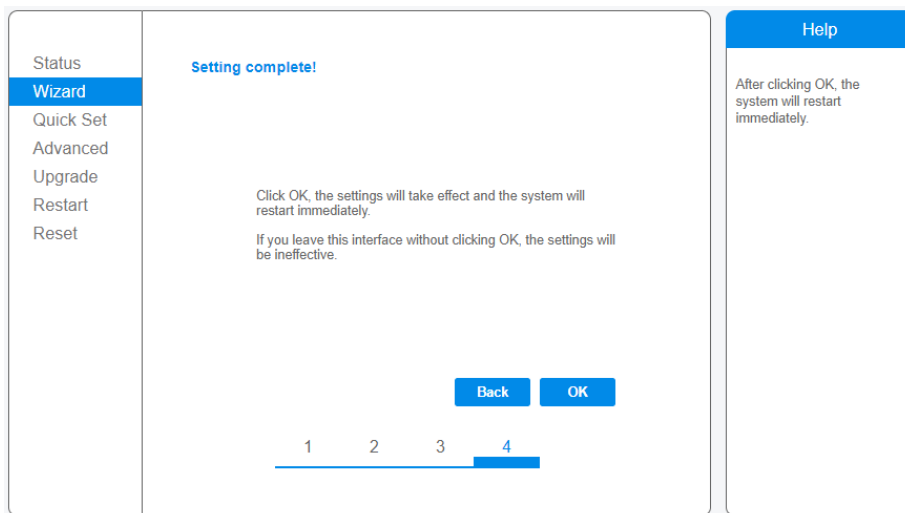 Status
Wizard
Quick Set
Advanced
Upgrade
Restart
Reset
Setting complete!
Click OK, the settings will take effect and the system will
restart immediately.
If you leave this interface without clicking OK, the settings will
be ineffective.
Back
OK
1 2 3 4
Help
After clicking OK, the
system will restart
immediately.